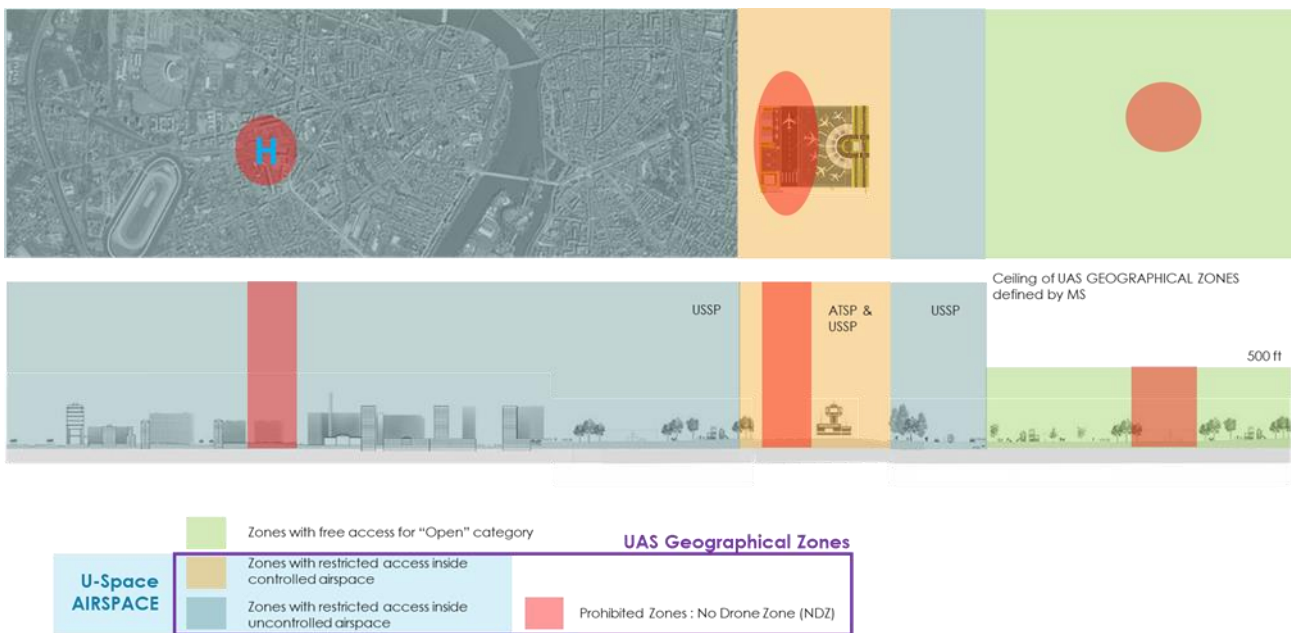 H
Ceiling of UAS GEOGRAPHICAL ZONES
defined by MS
USSP
ATSP &
USSP
USSP
500 ft
Zones with free access for “Open” category
UAS Geographical Zones
U-Space
AIRSPACE
Zones with restricted access inside
controlled airspace
Zones with restricted access inside
uncontrolled airspace
Prohibited Zones : No Drone Zone (NDZ)